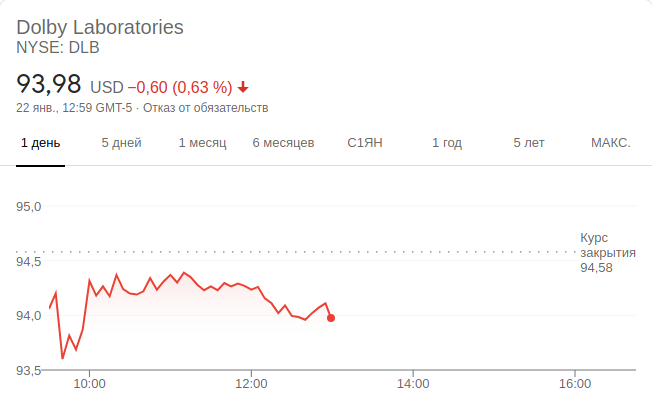 Dolby Laboratories
NYSE: DLB
93,98 USD −0,60 (0,63 %)
22 янв., 12:59 GMT-5 · Отказ от обязательств
1 день 5 дней 1 месяц 6 месяцев С1ЯН 1 год 5 лет МАКС.
95,0
Курс
закрытия
94,58
94,5
94,0
93,5
10:00 12:00 14:00 16:00